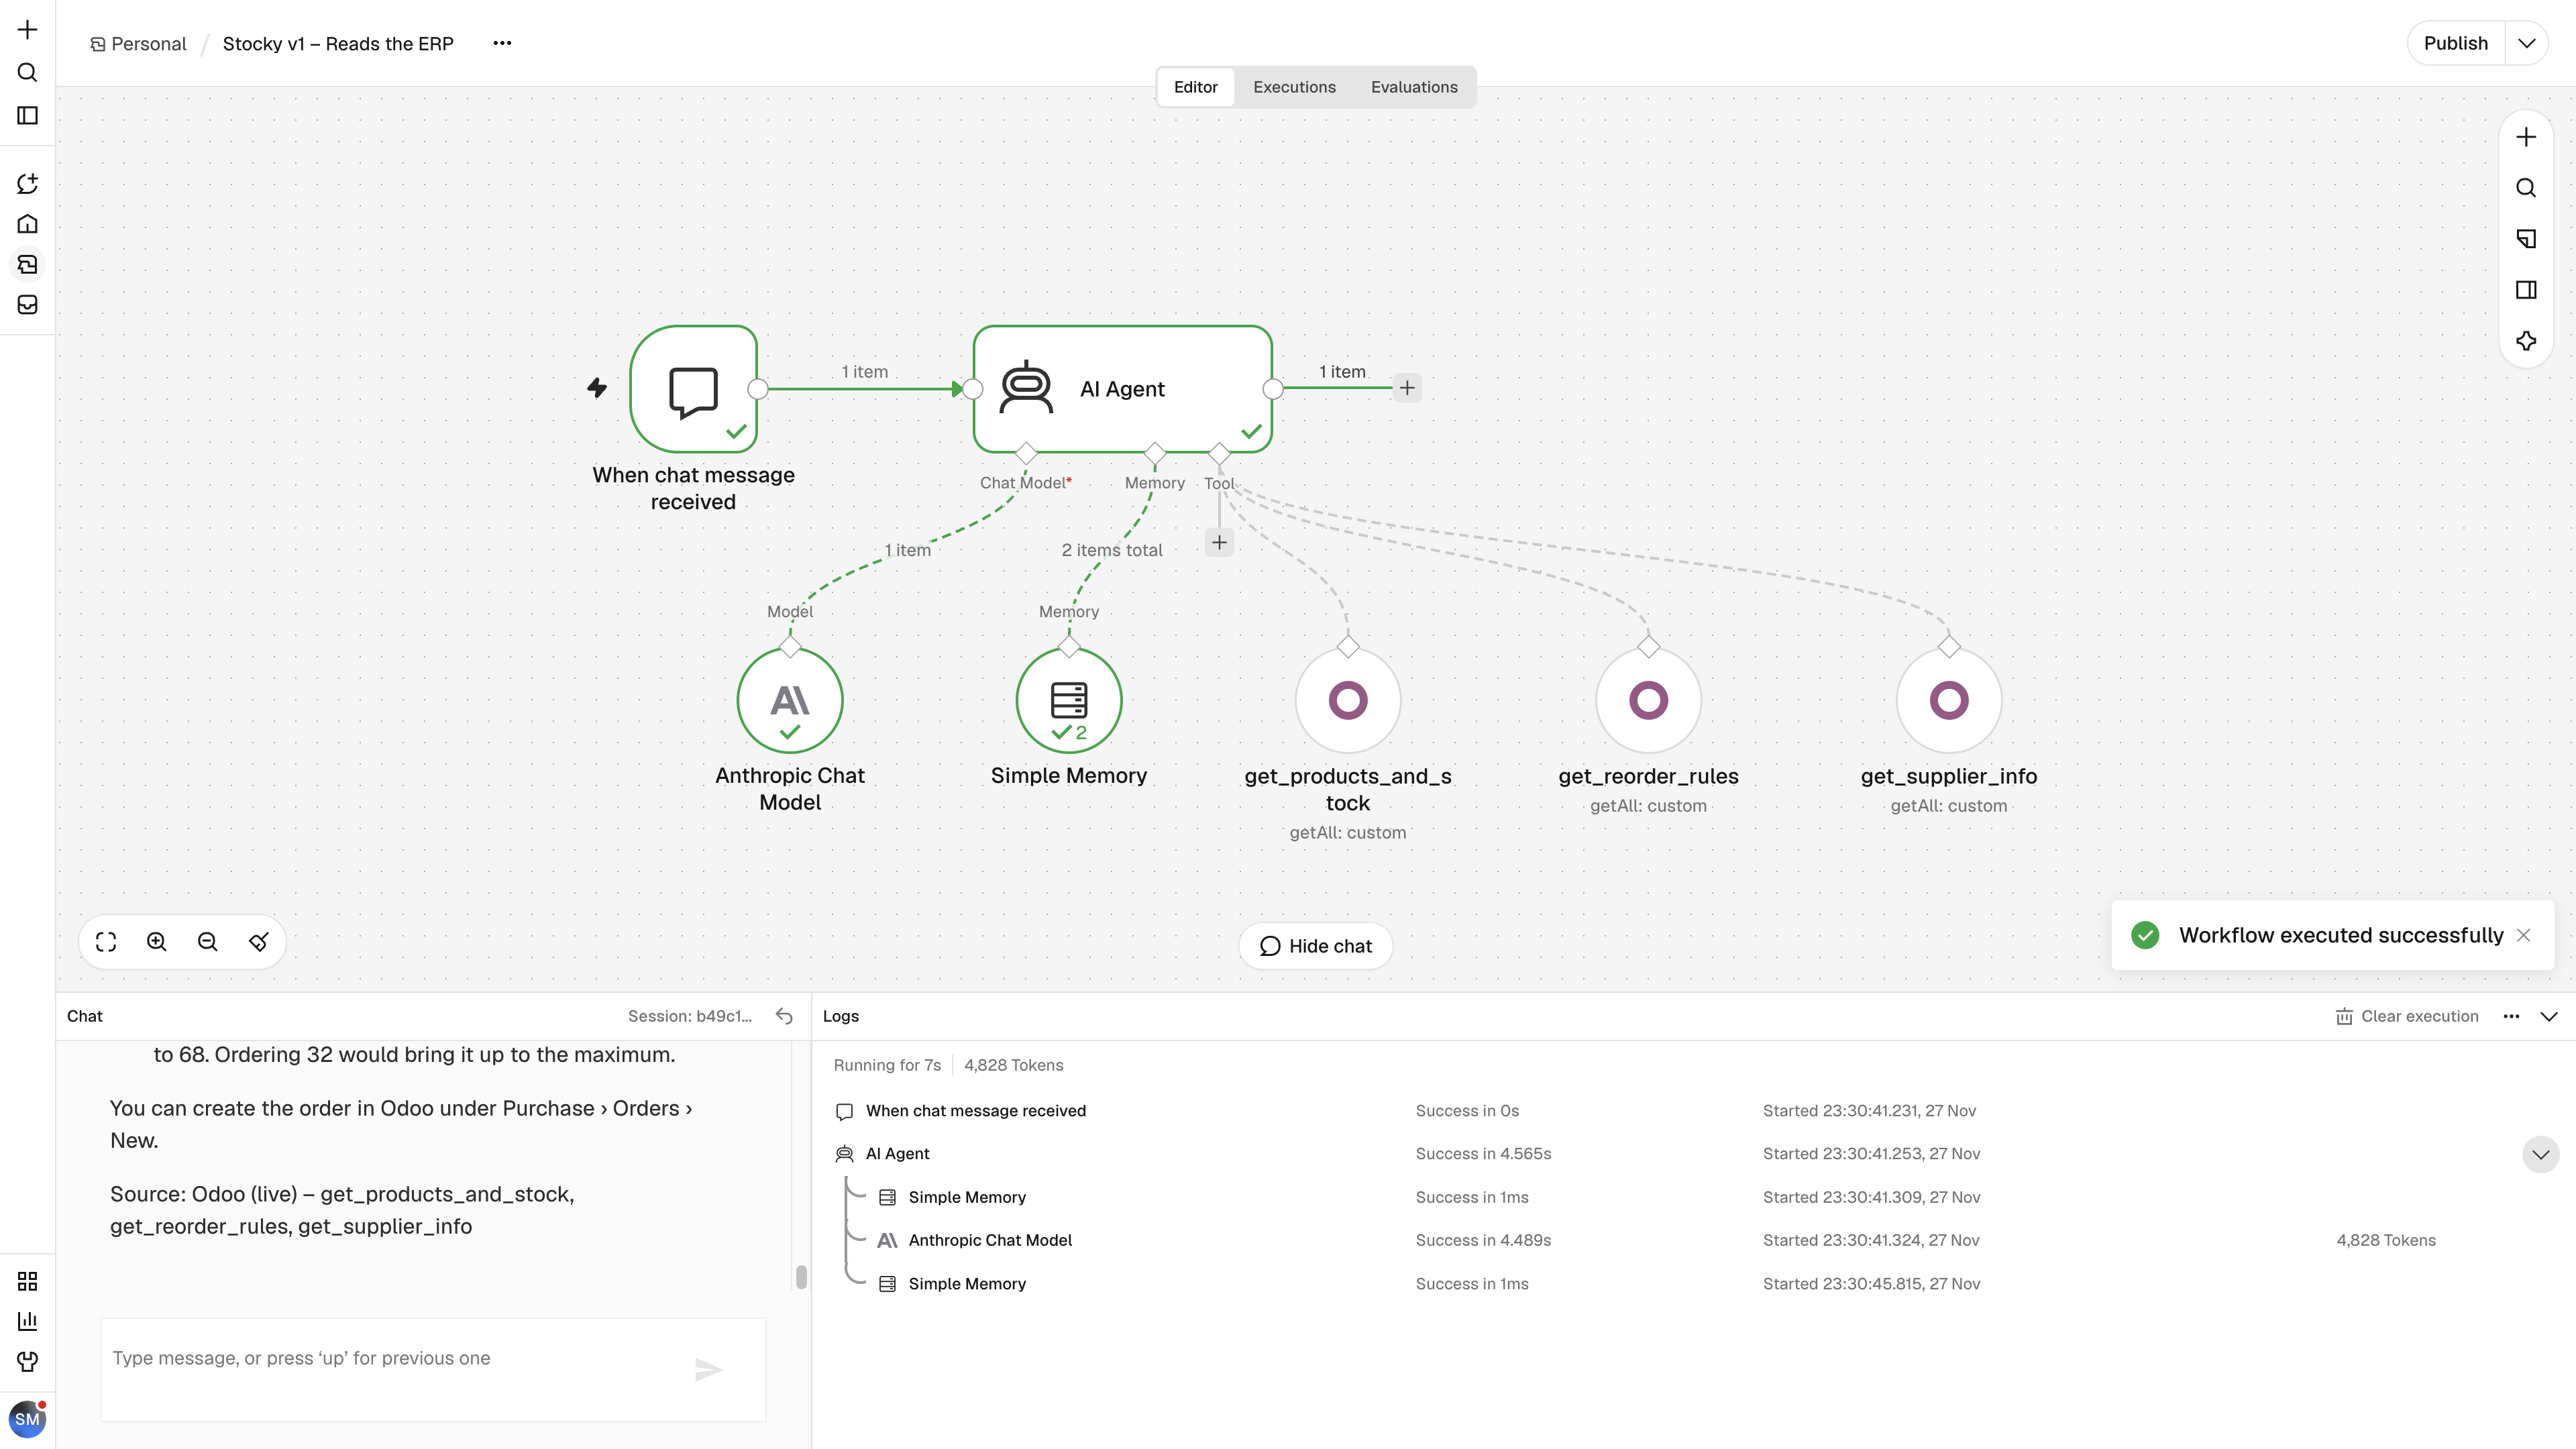 Personal / Stocky v1 – Reads the ERP
Publish
Editor Executions Evaluations
1 item
AI Agent
1 item
When chat message
received
Chat Model*
Memory
Tool
1 item
2 items total
Model
Memory
Anthropic Chat
Model
2
Simple Memory
get_products_and_s
tock
getAll: custom
get_reorder_rules
getAll: custom
get_supplier_info
getAll: custom
Hide chat
Workflow executed successfully
Chat
Session: b49c1...
to 68. Ordering 32 would bring it up to the maximum.
You can create the order in Odoo under Purchase › Orders ›
New.
Source: Odoo (live) – get_products_and_stock,
get_reorder_rules, get_supplier_info
Type message, or press ‘up’ for previous one
SM
Logs
Clear execution
Running for 7s 4,828 Tokens
When chat message received Success in 0s Started 23:30:41.231, 27 Nov
AI Agent Success in 4.565s Started 23:30:41.253, 27 Nov
Simple Memory Success in 1ms Started 23:30:41.309, 27 Nov
Anthropic Chat Model Success in 4.489s Started 23:30:41.324, 27 Nov 4,828 Tokens
Simple Memory Success in 1ms Started 23:30:45.815, 27 Nov